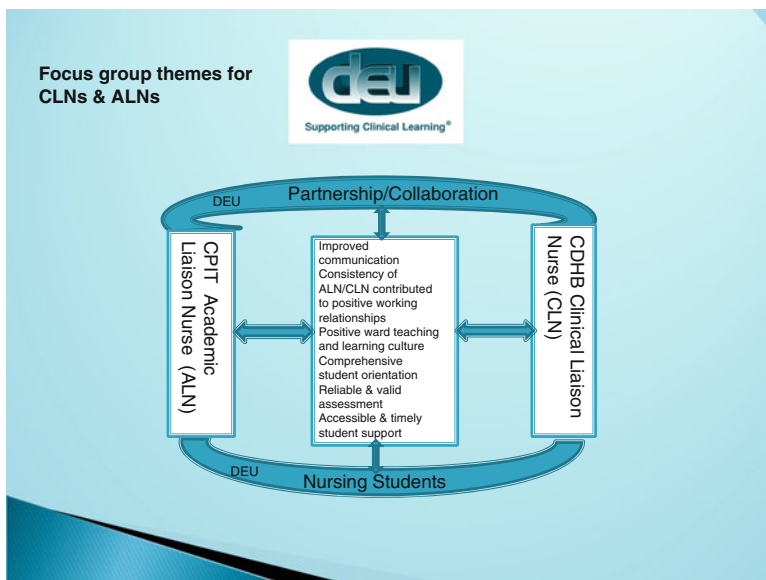 Focus group themes for
CLNs & ALNs
deu
Supporting Clinical Learning®
DEU
Partnership/Collaboration
CPIT Academic
Liaison Nurse (ALN)
Improved
communication
Consistency of
ALN/CLN contributed
to positive working
relationships
Positive ward teaching
and learning culture
Comprehensive
student orientation
Reliable & valid
assessment
Accessible & timely
student support
CDHB Clinical Liaison
Nurse (CLN)
DEU
Nursing Students